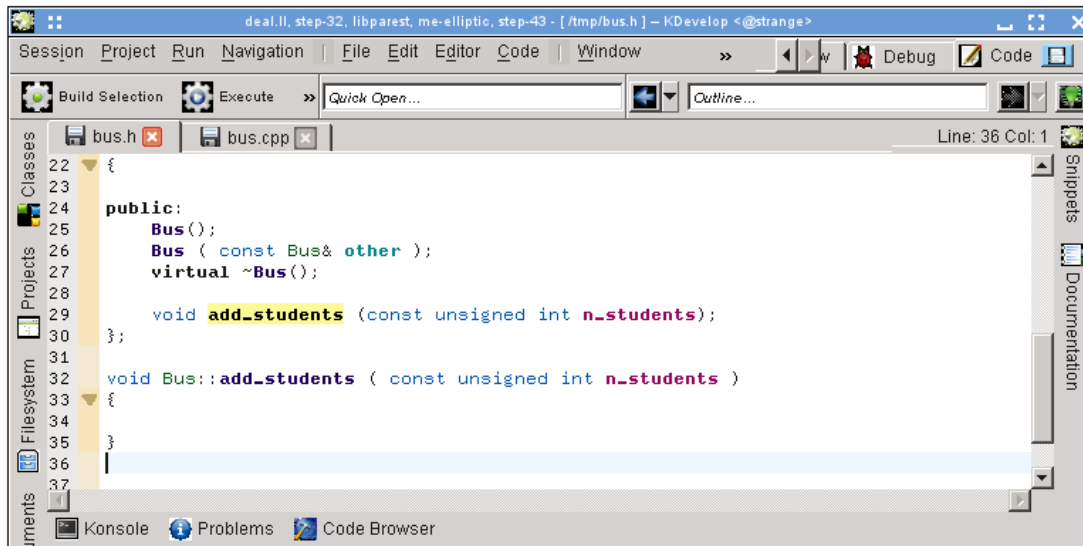 deal.II, step-32, libparest, me-elliptic, step-43 - [ /tmp/bus.h ] – KDevelop <@strange>
Session Project Run Navigation | File Edit Editor Code | Window » Debug Code
Build Selection Execute » Quick Open... Outline...
bus.h bus.cpp Line: 36 Col: 1
Classes
Projects
Filesystem
Snippets
Documentation
22 {
23
24 public:
25 Bus();
26 Bus ( const Bus& other );
27 virtual ~Bus();
28
29 void add_students (const unsigned int n_students);
30 };
31
32 void Bus::add_students ( const unsigned int n_students )
33 {
34
35 }
36
37
Konsole Problems Code Browser